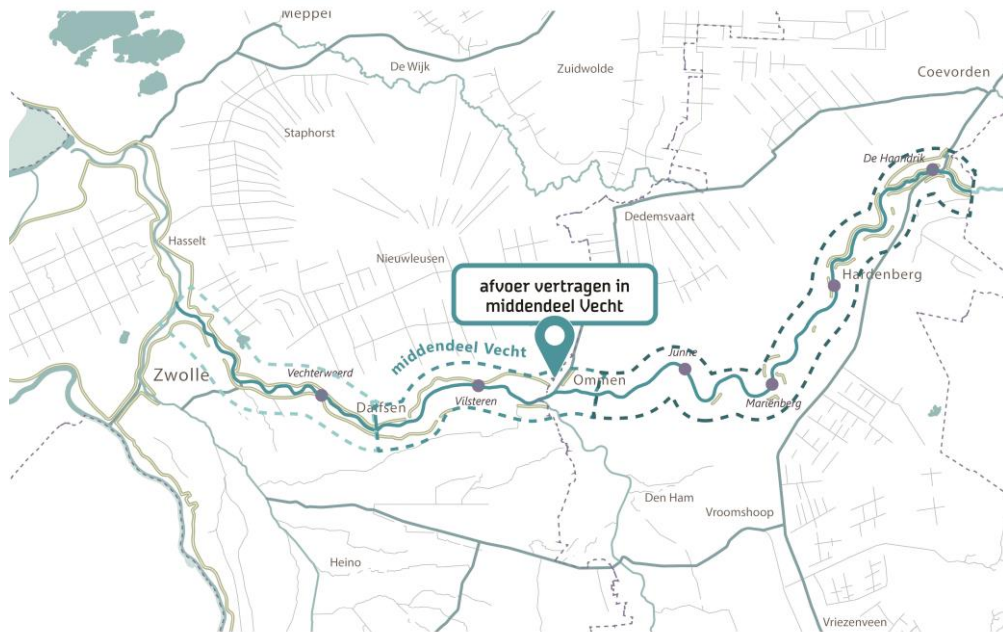 Meppel
De Wijk
Zuidwolde
Coevorden
Staphorst
De Haandrik
Dedemsvaart
Hasselt
Nieuwleusen
Hardenberg
afvoer vertragen in
middendeel Vecht
middendeel Vecht
Junne
Zwolle
Vechterweerd
Ommen
Vilsteren
Mariënberg
Dalfsen
Den Ham
Vroomshoop
Heino
Vriezenveen